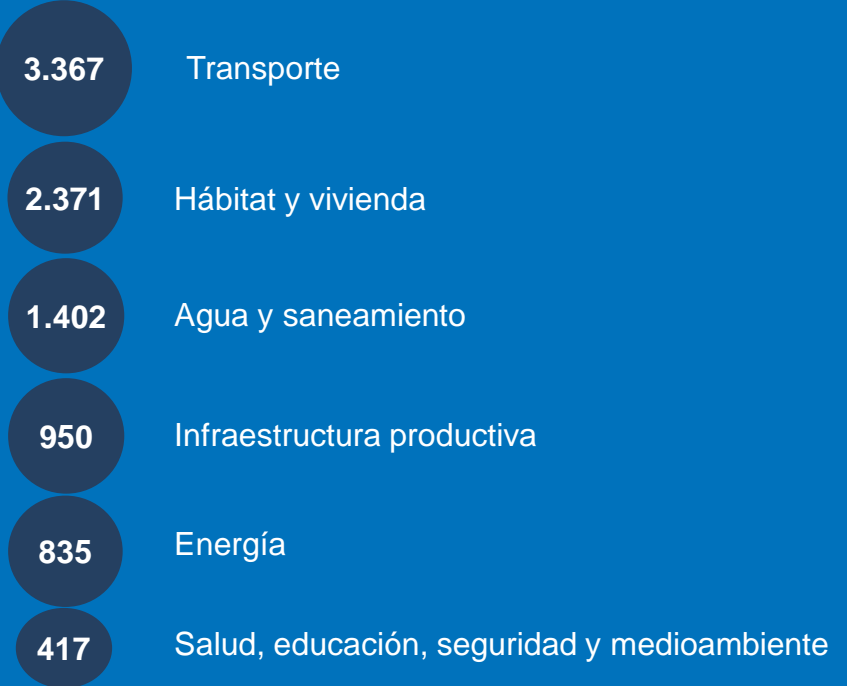 3.367 Transporte
2.371 Hábitat y vivienda
1.402 Agua y saneamiento
950 Infraestructura productiva
835 Energía
417 Salud, educación, seguridad y medioambiente